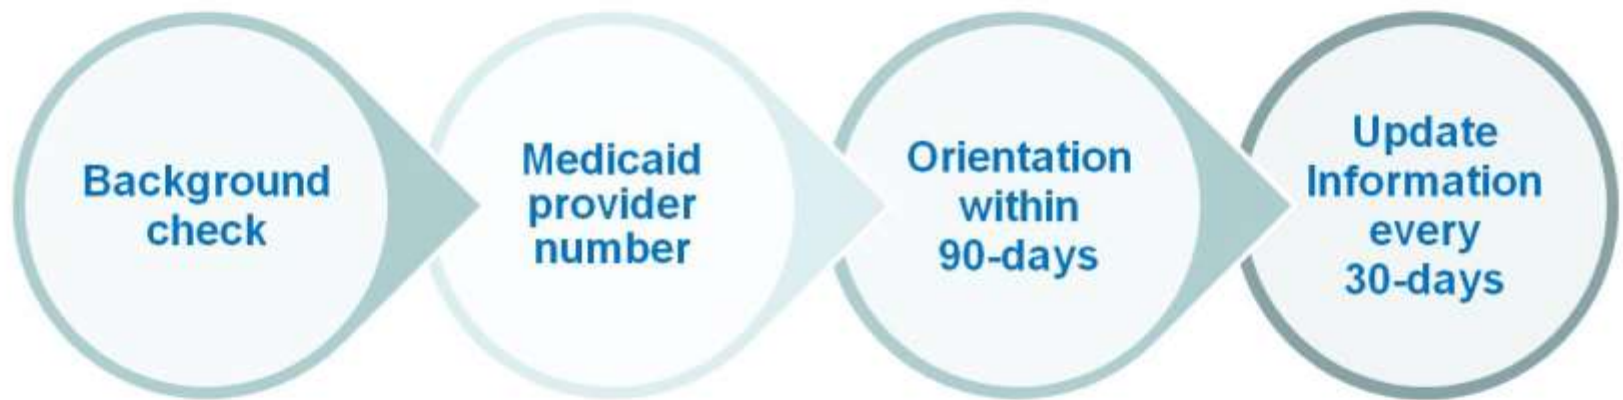 Background
check
Medicaid
provider
number
Orientation
within
90-days
Update
Information
every
30-days